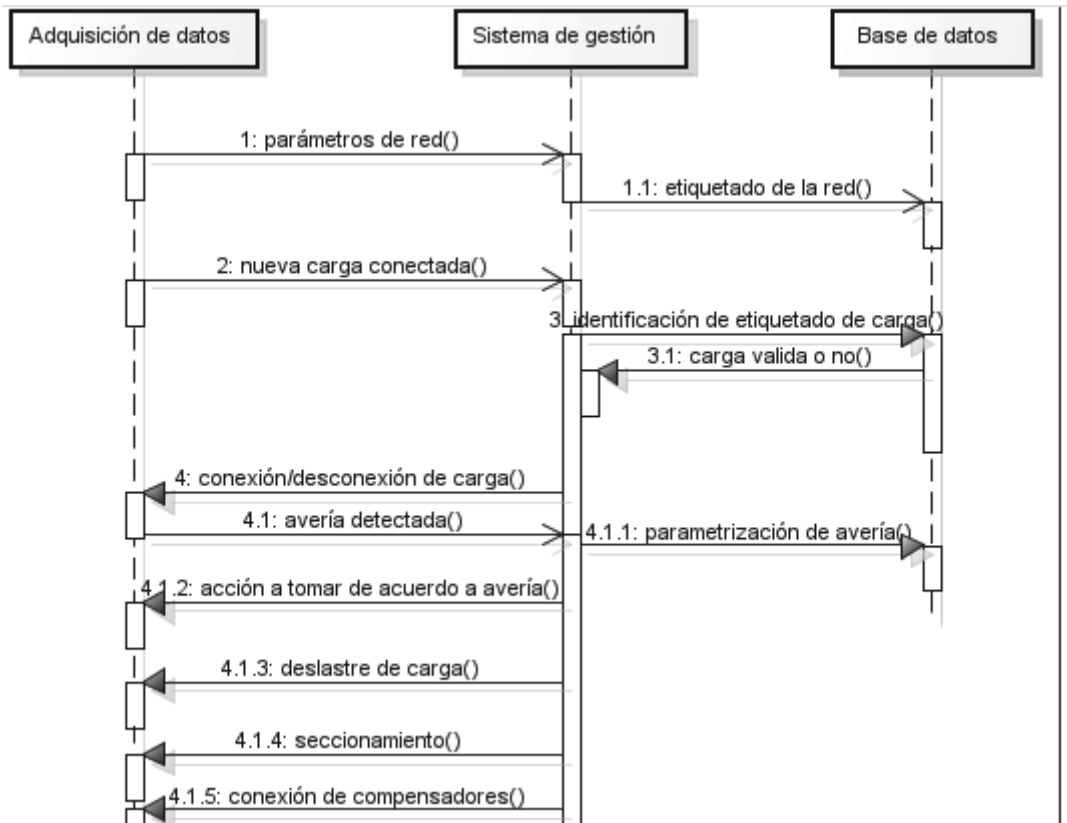 Adquisición de datos
Sistema de gestión
Base de datos
1: parámetros de red()
1.1: etiquetado de la red()
2: nueva carga conectada()
3: identificación de etiquetado de carga()
3.1: carga valida o no()
4: conexión/desconexión de carga()
4.1: avería detectada()
4.1.1: parametrización de avería()
4.1.2: acción a tomar de acuerdo a avería()
4.1.3: deslastre de carga()
4.1.4: seccionamiento()
4.1.5: conexión de compensadores()